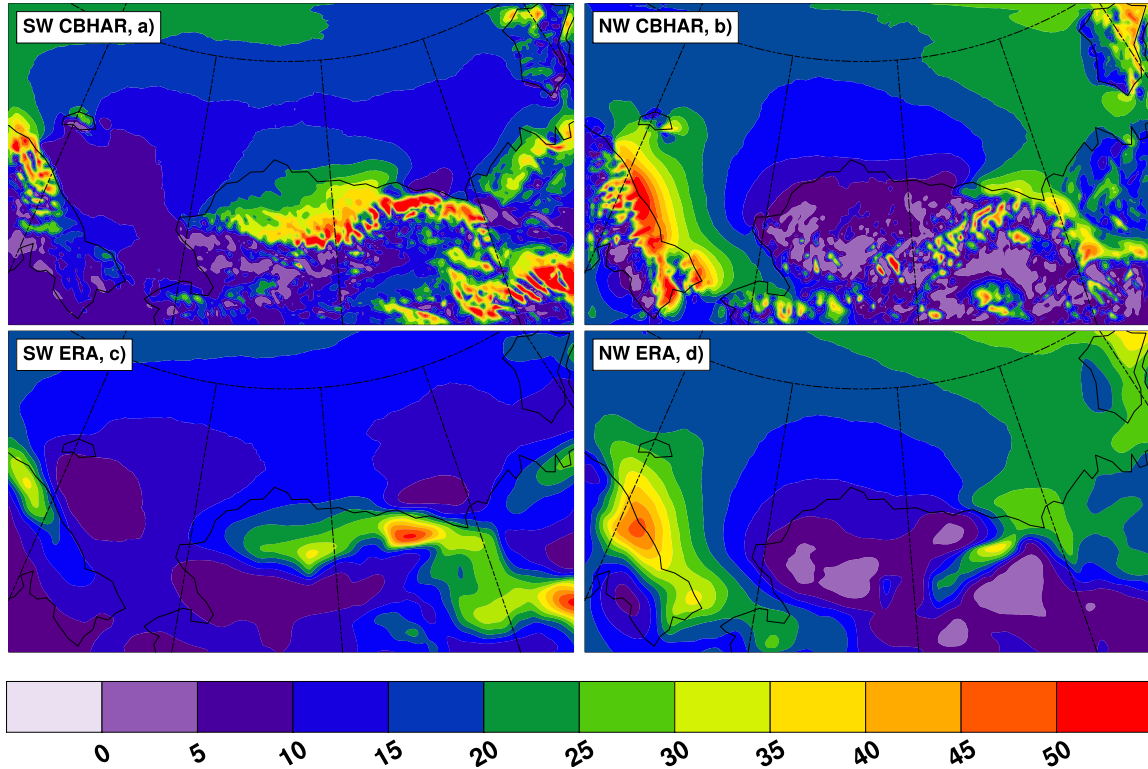 SW CBHAR, a)
NW CBHAR, b)
SW ERA, c)
NW ERA, d)
0 5 10 15 20 25 30 35 40 45 50